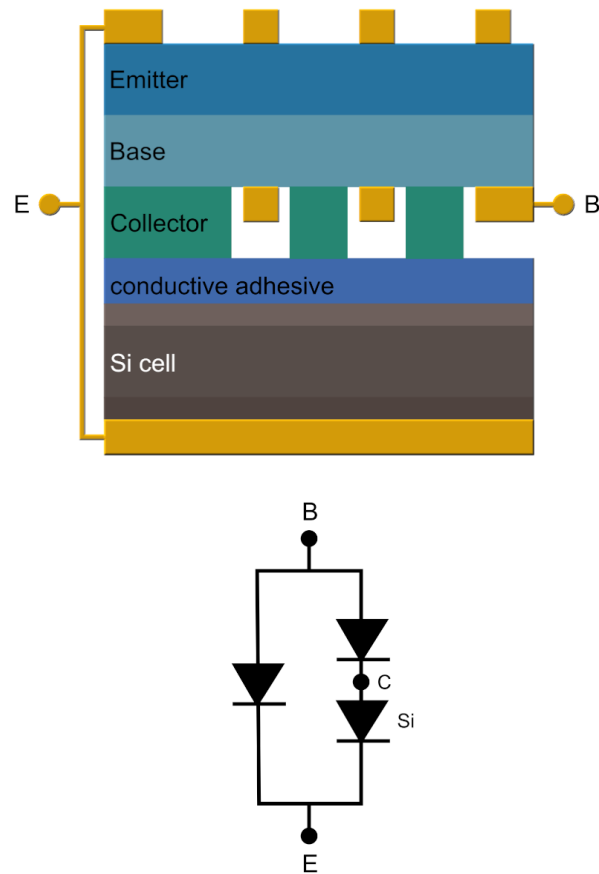 Emitter
Base
E
B
Collector
conductive adhesive
Si cell
B
C
Si
E